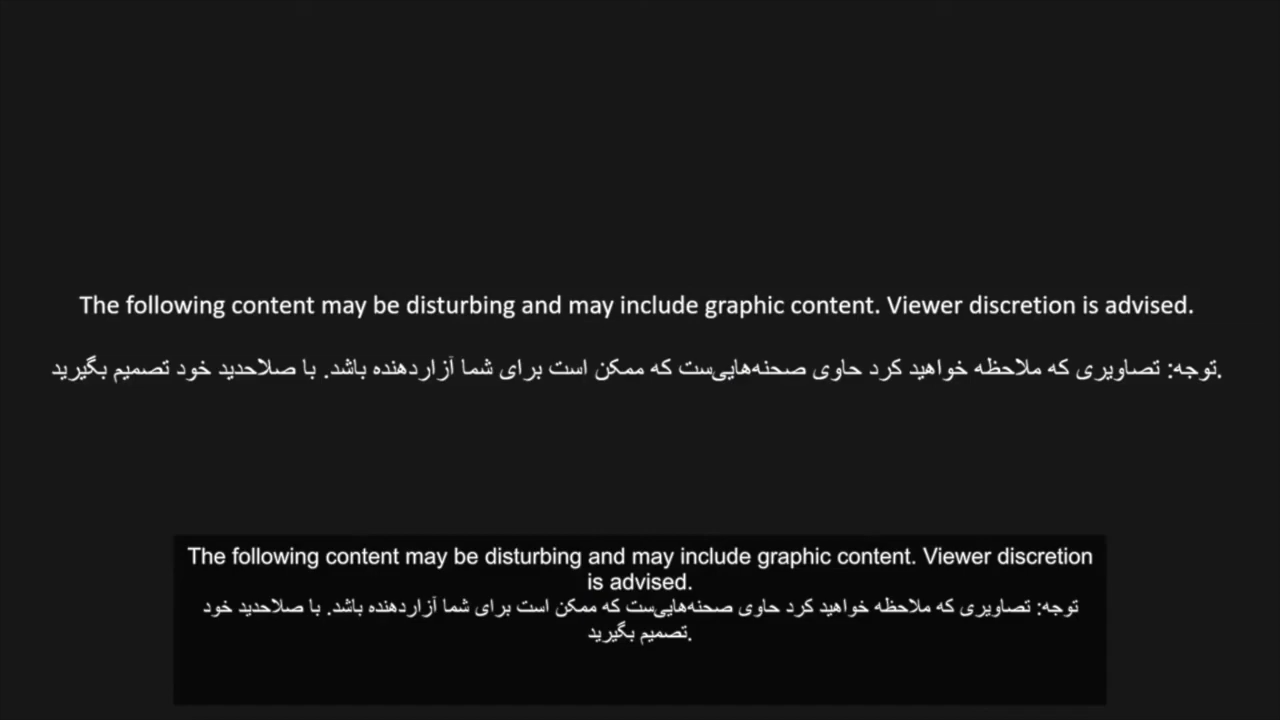 The following content may be disturbing and may include graphic content. Viewer discretion is advised.
توجه: تصاویری که ملاحظه خواهید کرد حاوی صحنه‌هایی‌ست که ممکن است برای شما آزاردهنده باشد. با صلاحدید خود تصمیم بگیرید.
The following content may be disturbing and may include graphic content. Viewer discretion
is advised.
توجه: تصاویری که ملاحظه خواهید کرد حاوی صحنه‌هایی‌ست که ممکن است برای شما آزاردهنده باشد. با صلاحدید خود
تصمیم بگیرید.